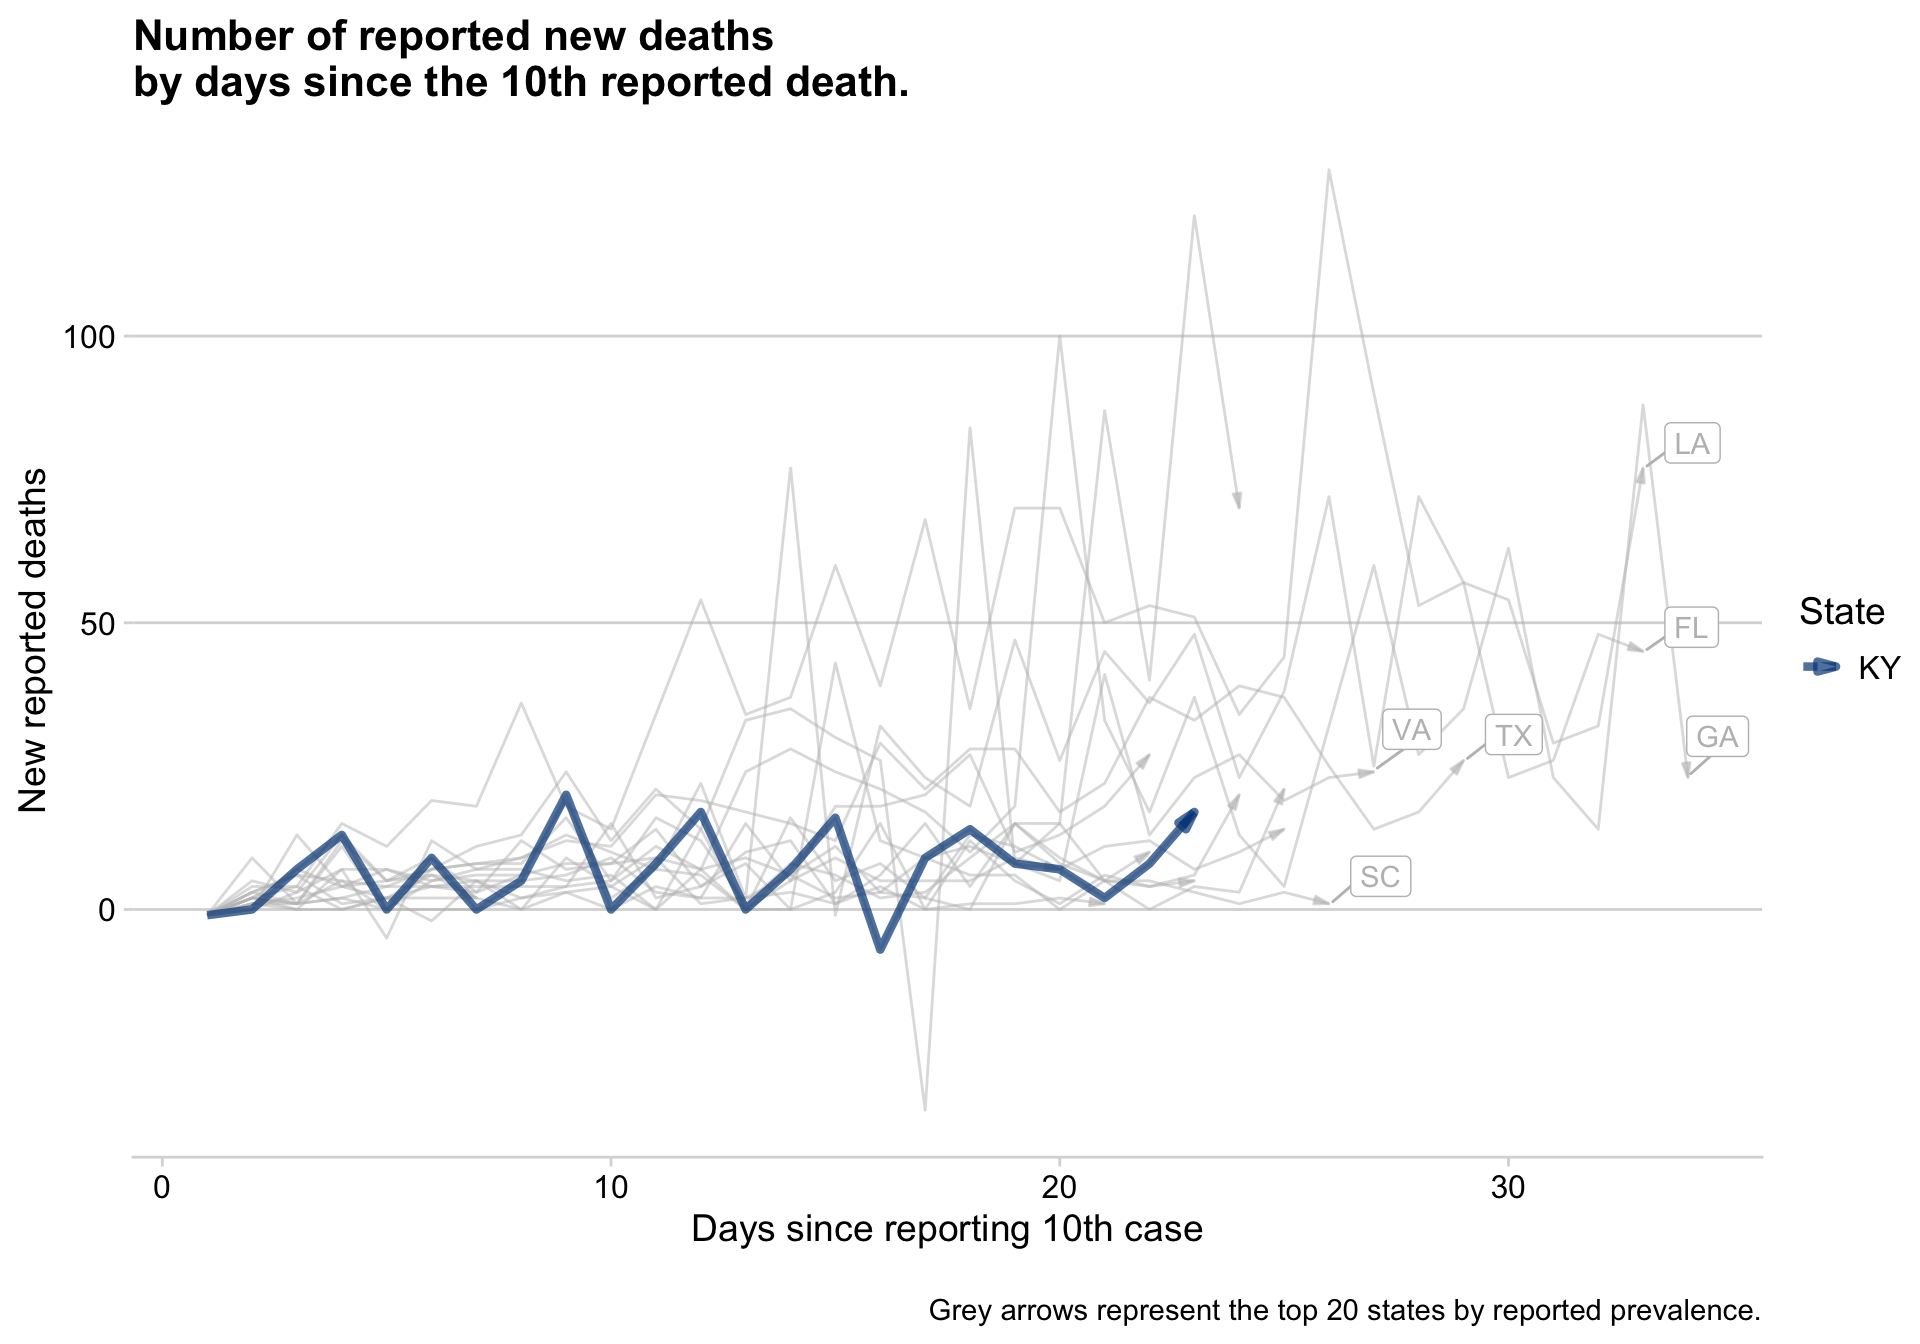 Number of reported new deaths
by days since the 10th reported death.
100
50
0
New reported deaths
LA
FL
VA
TX
GA
SC
State
KY
0
10
20
30
Days since reporting 10th case
Grey arrows represent the top 20 states by reported prevalence.